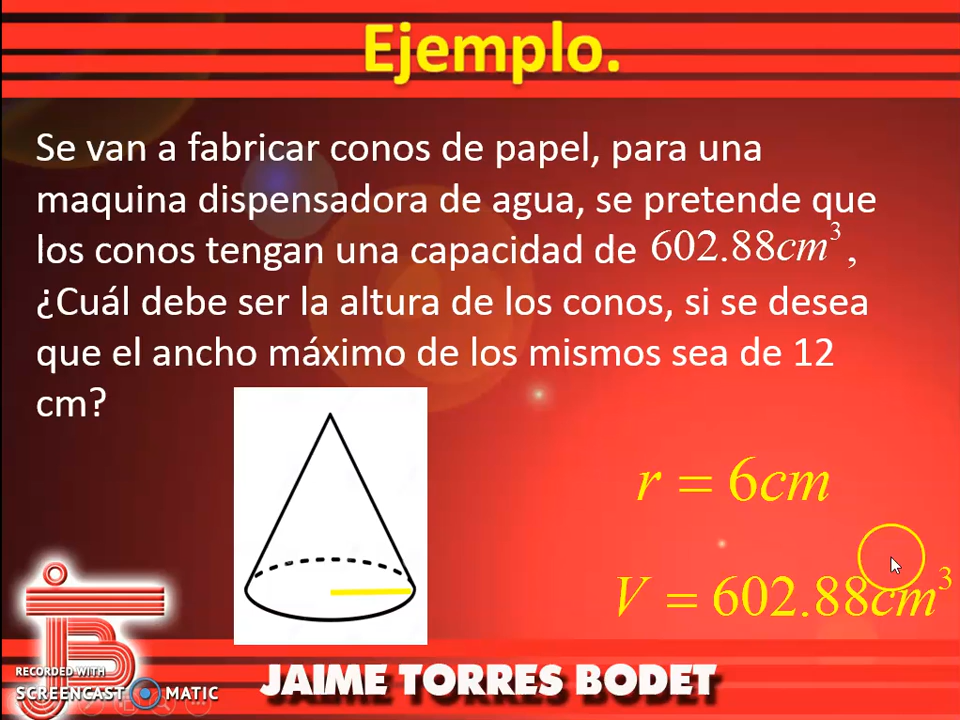 Ejemplo.
Se van a fabricar conos de papel, para una
maquina dispensadora de agua, se pretende que
los conos tengan una capacidad de 602.88cm³,
¿Cuál debe ser la altura de los conos, si se desea
que el ancho máximo de los mismos sea de 12
cm?
r = 6cm
V = 602.88cm³
RECORDED WITH
SCREENCAST MATIC
JAIME TORRES BODET